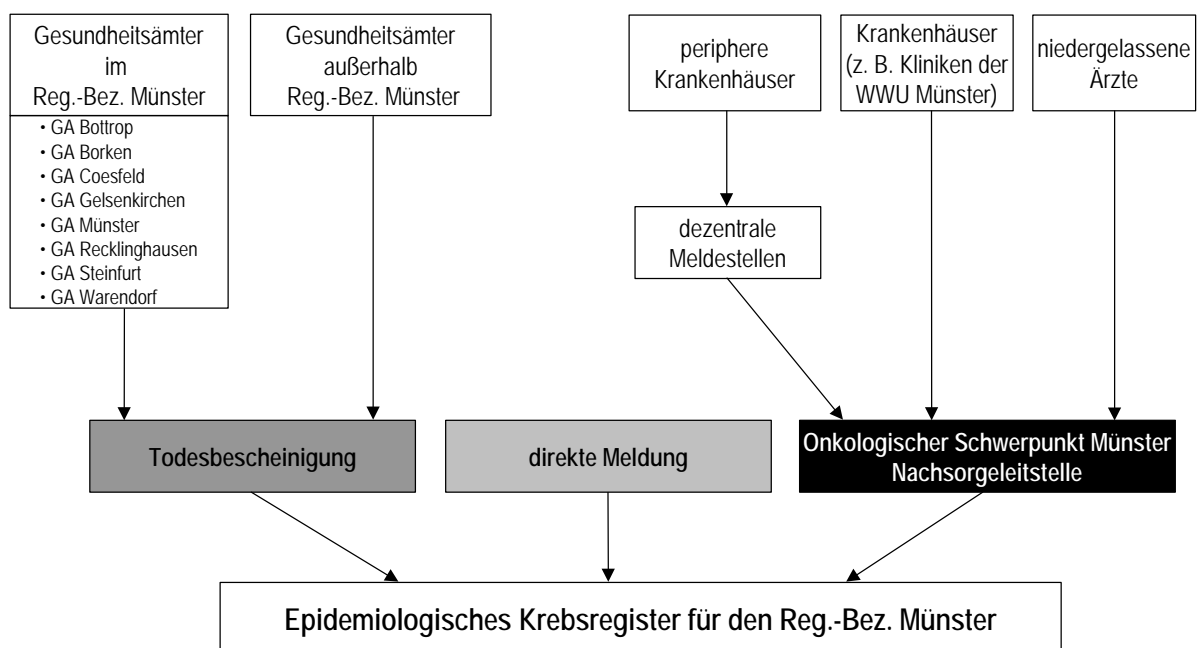 Gesundheitsämter
im
Reg.-Bez. Münster
• GA Bottrop
• GA Borken
• GA Coesfeld
• GA Gelsenkirchen
• GA Münster
• GA Recklinghausen
• GA Steinfurt
• GA Warendorf
Gesundheitsämter
außerhalb
Reg.-Bez. Münster
periphere
Krankenhäuser
Krankenhäuser
(z. B. Kliniken der
WWU Münster)
niedergelassene
Ärzte
dezentrale
Meldestellen
Todesbescheinigung
direkte Meldung
Onkologischer Schwerpunkt Münster
Nachsorgeleitstelle
Epidemiologisches Krebsregister für den Reg.-Bez. Münster